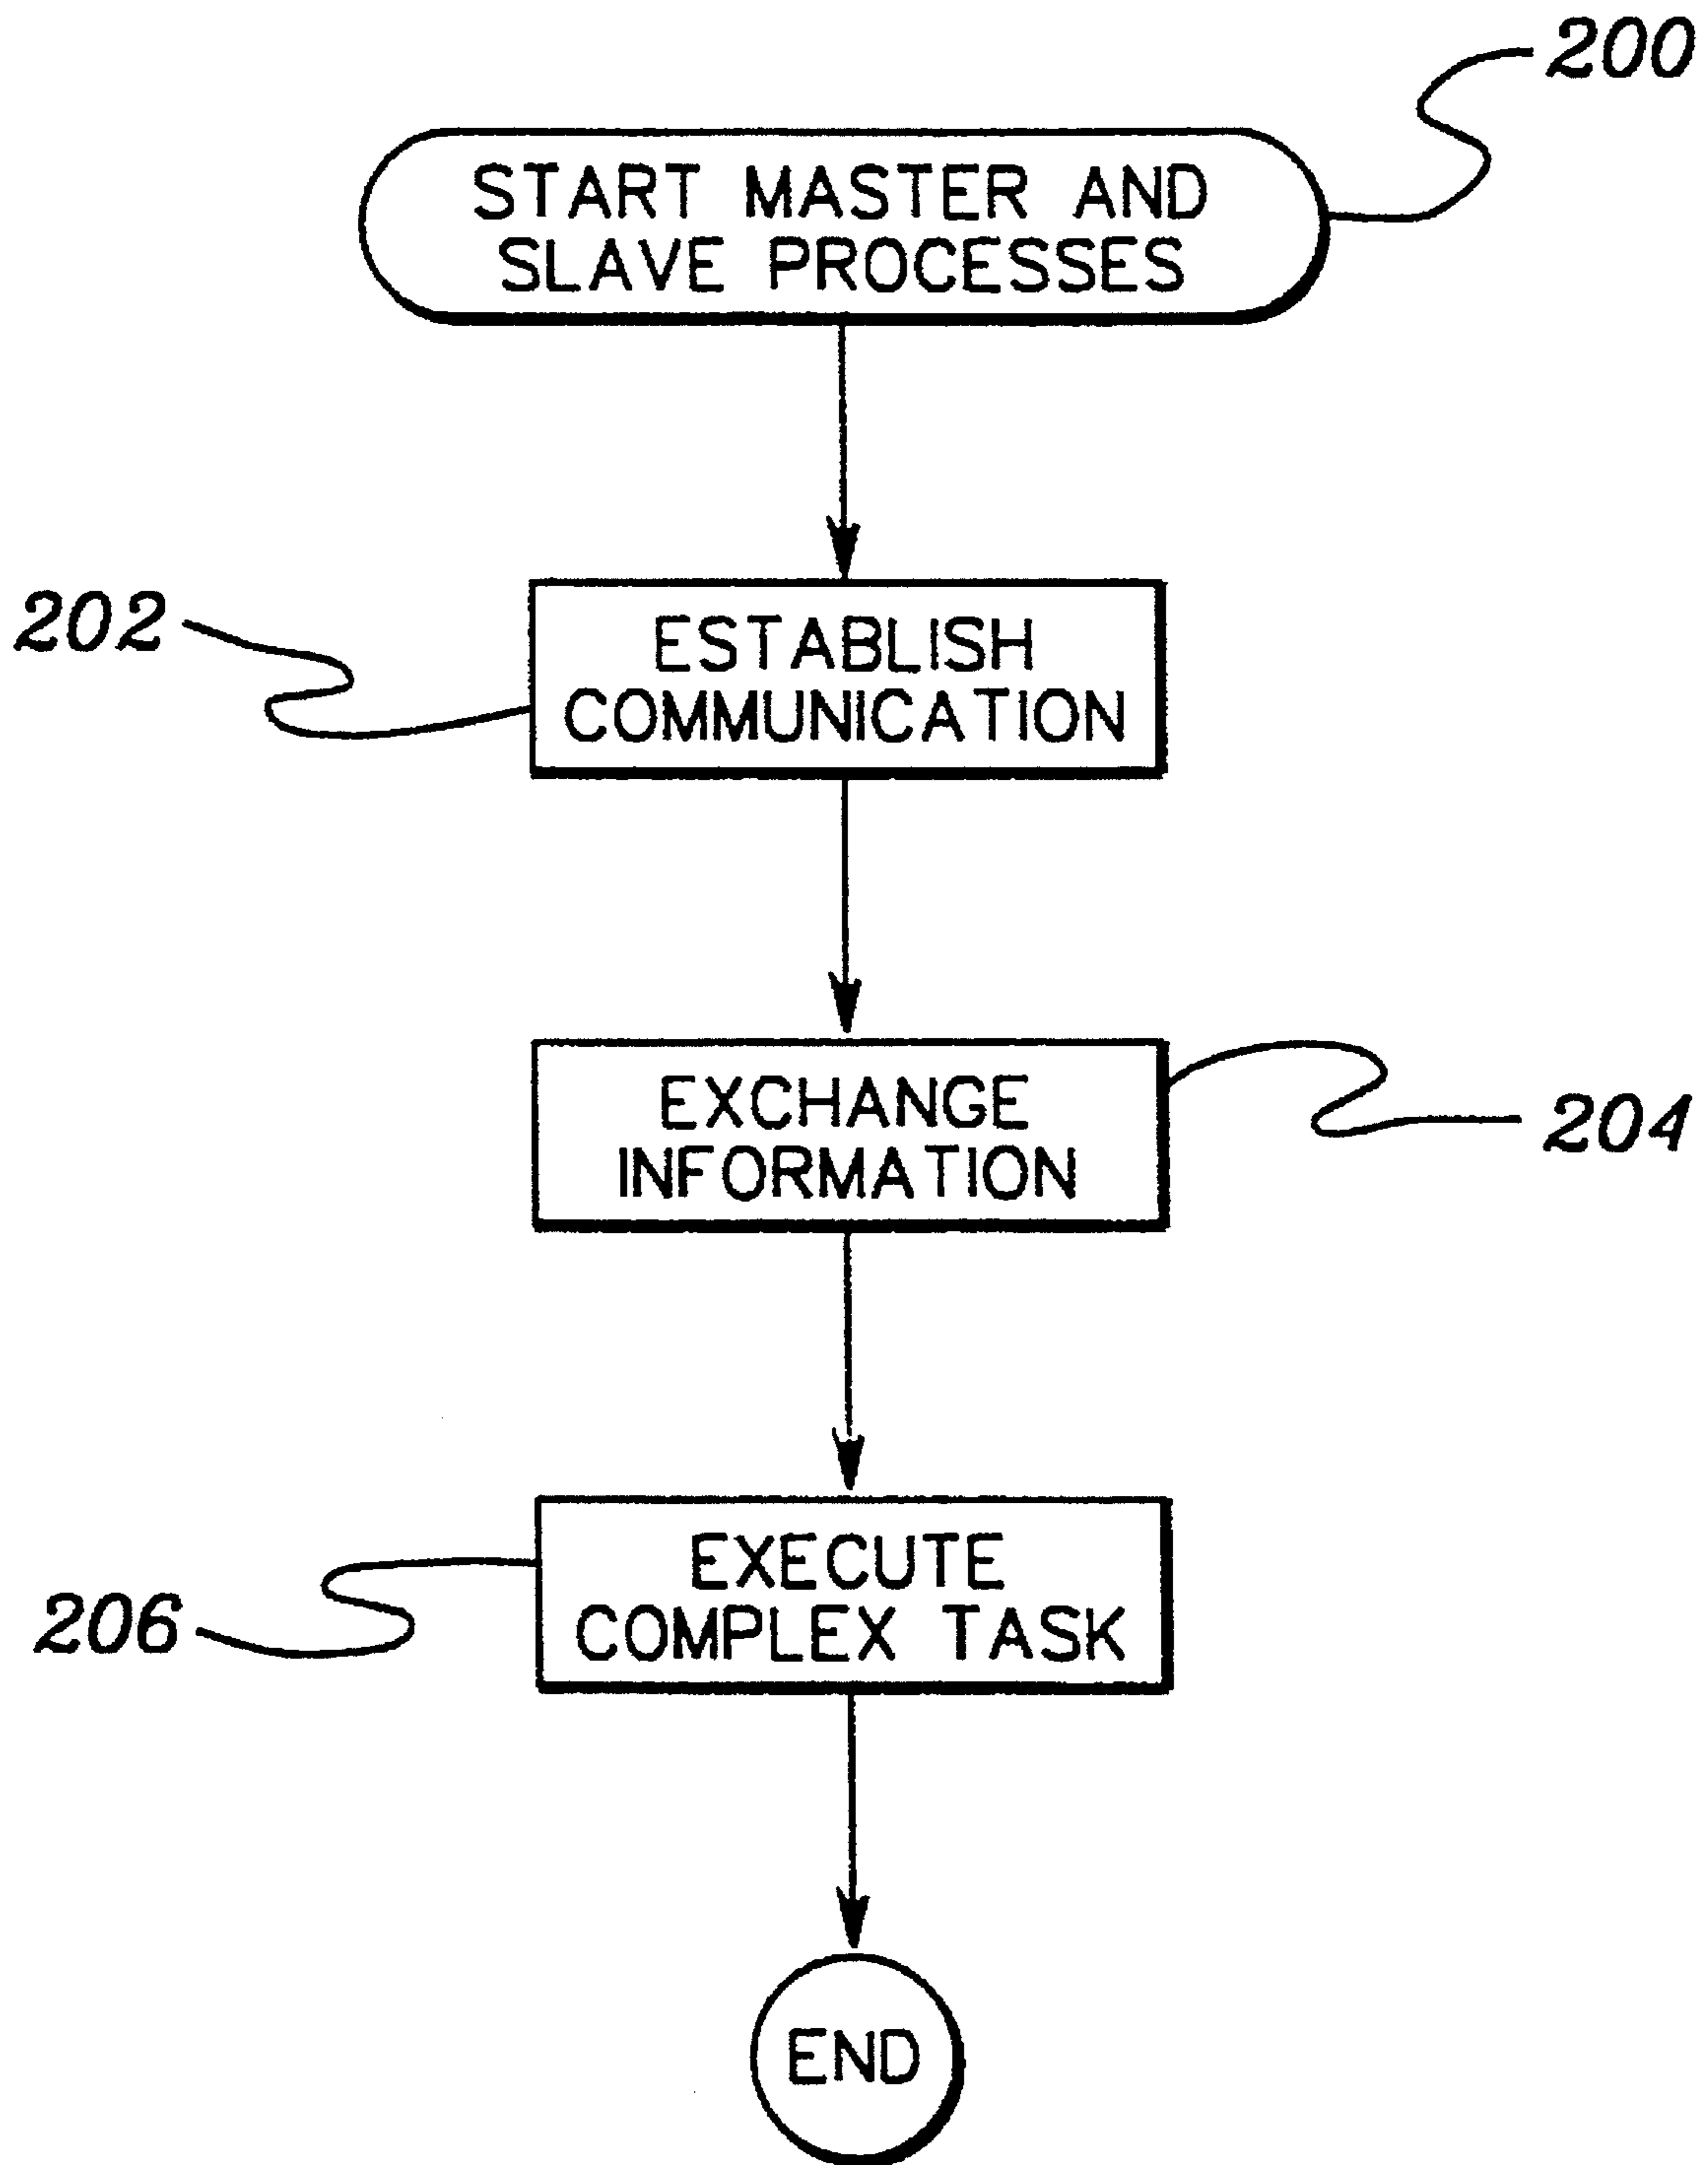 200
START MASTER AND
SLAVE PROCESSES
202
ESTABLISH
COMMUNICATION
EXCHANGE
INFORMATION
204
EXECUTE
COMPLEX TASK
206
END